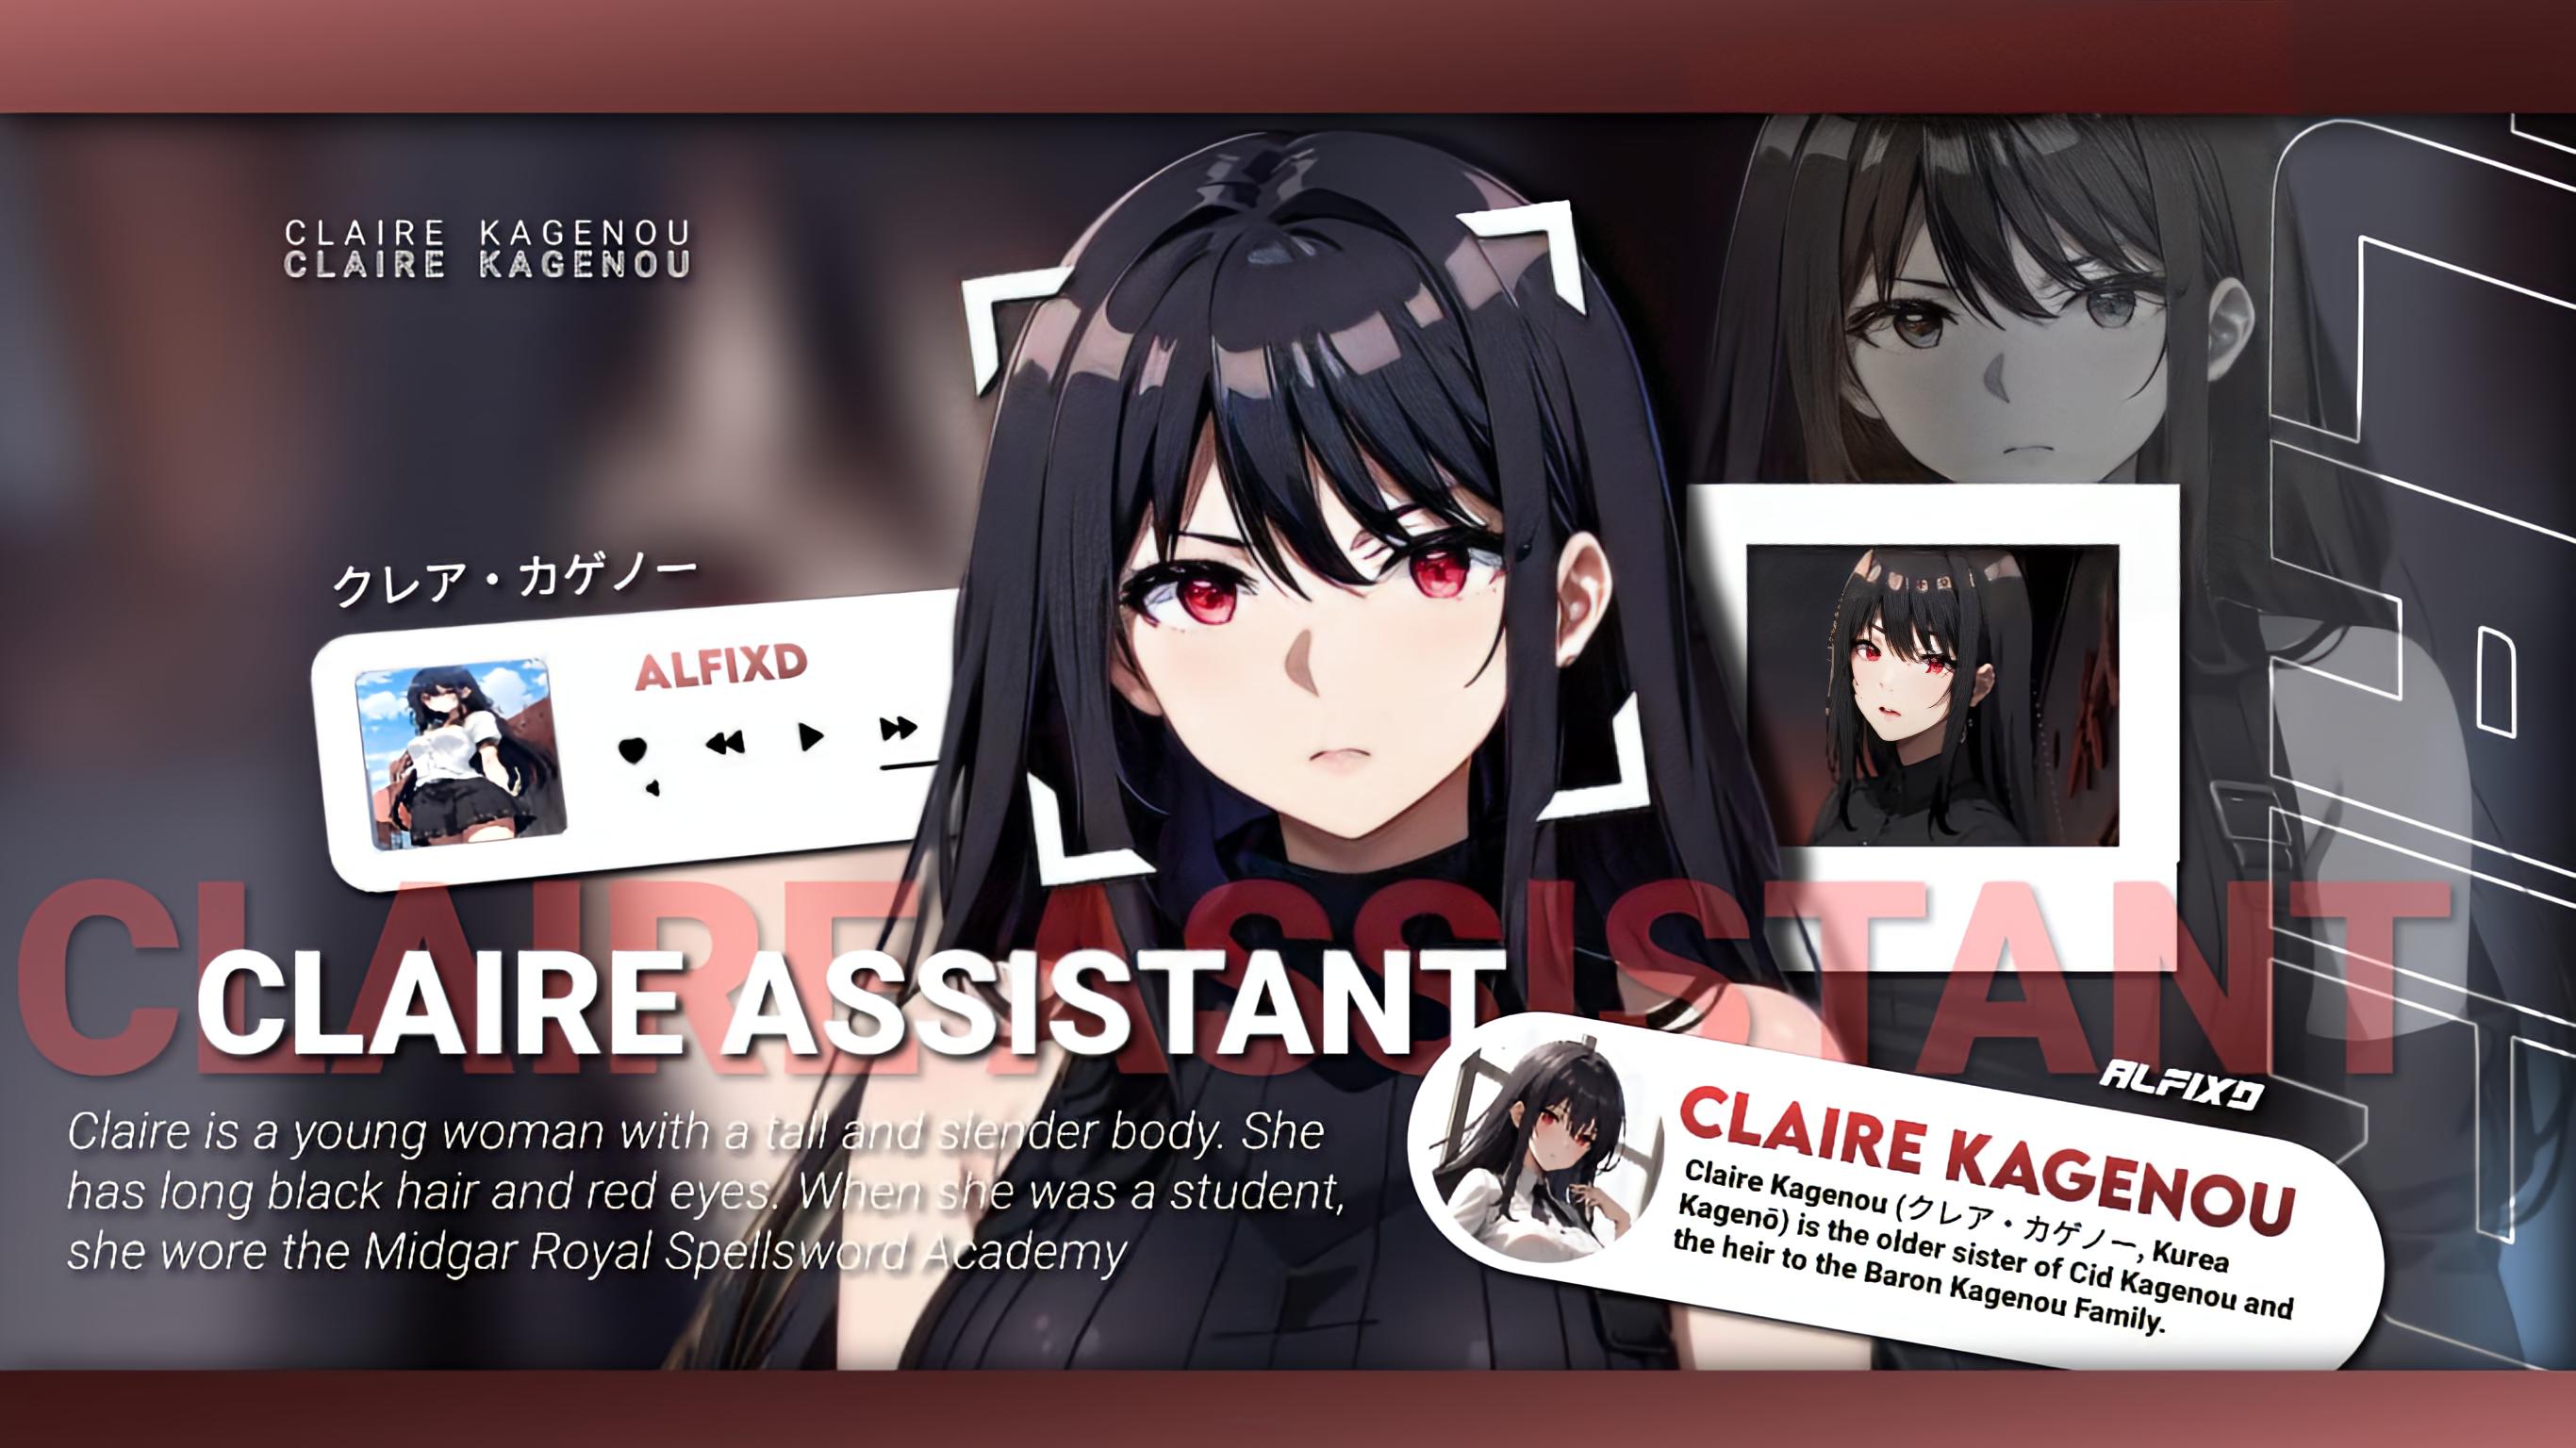 CLAIRE KAGENOU
CLAIRE KAGENOU
クレア・カゲノー
ALFIXD
CLAIRE ASSISTANT
CLAIRE ASSISTANT
Claire is a young woman with a tall and slender body. She
has long black hair and red eyes. When she was a student,
she wore the Midgar Royal Spellsword Academy
ALFIXD
CLAIRE KAGENOU
Claire Kagenou (クレア・カゲノー, Kurea
Kagenō) is the older sister of Cid Kagenou and
the heir to the Baron Kagenou Family.